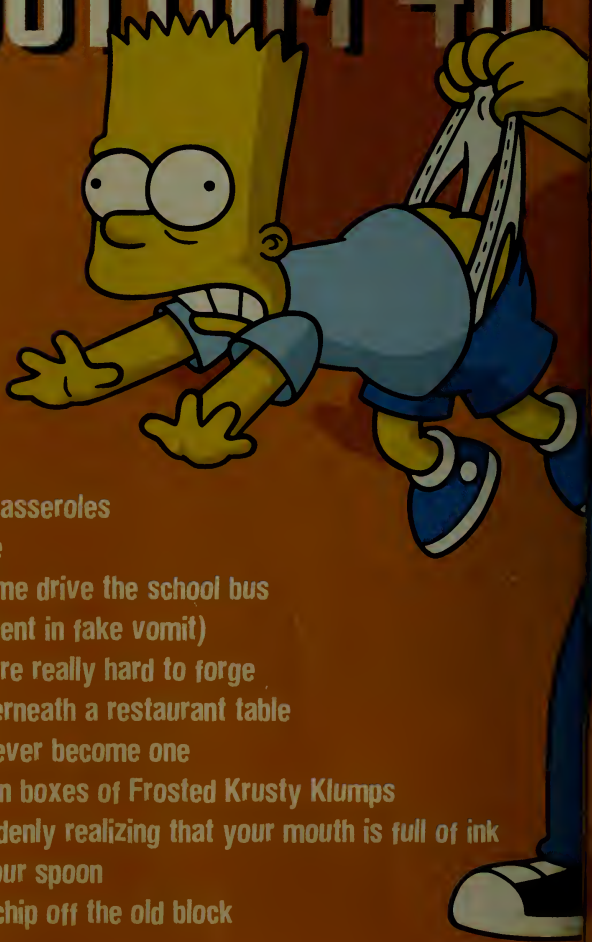 40
asseroles
e
me drive the school bus
ent in fake vomit)
re really hard to forge
erneath a restaurant table
ever become one
n boxes of Frosted Krusty Klumps
denly realizing that your mouth is full of ink
our spoon
chip off the old block